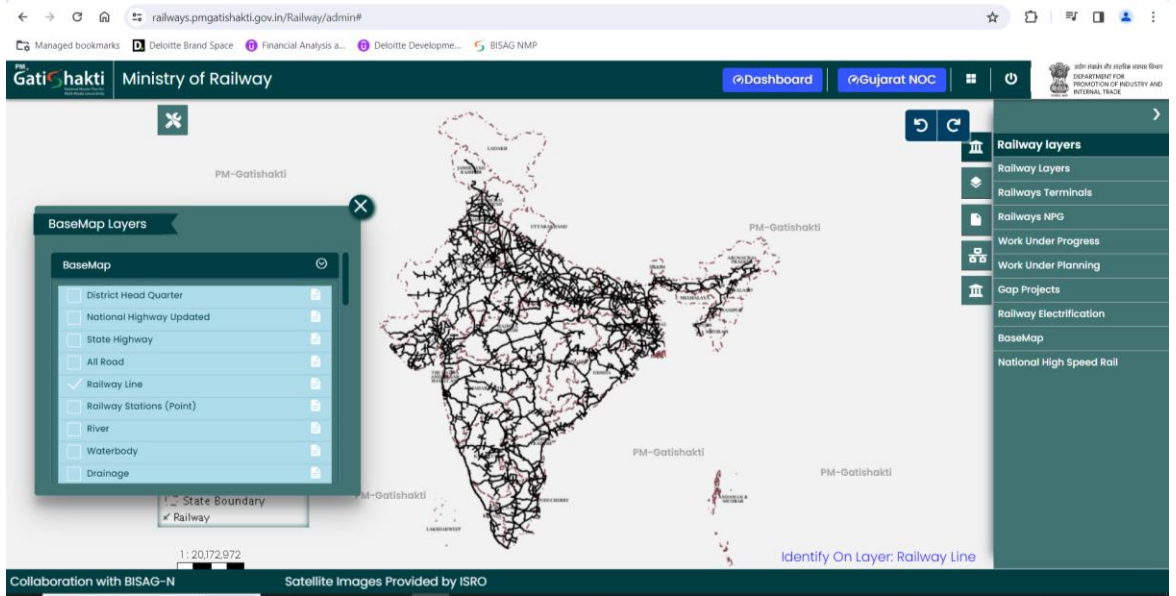 railways.pmgatishakti.gov.in/Railway/admin#
Managed bookmarks
D. Deloitte Brand Space
Financial Analysis a...
Deloitte Developme...
BISAG NMP
PM
GatiShakti
Ministry of Railway
Dashboard
Gujarat NOC
DEPARTMENT FOR
PROMOTION OF INDUSTRY AND
INTERNAL TRADE
PM-Gatishakti
LADAKH
UTTARAKHAND
PM-Gatishakti
BaseMap Layers
BaseMap
District Head Quarter
National Highway Updated
State Highway
All Road
Railway Line
Railway Stations (Point)
River
Waterbody
Drainage
State Boundary
Railway
1 : 20,172,972
PM-Gatishakti
PM-Gatishakti
LAKSHADWEEP
Identify On Layer: Railway Line
Railway layers
Railway Layers
Railways Terminals
Railways NPG
Work Under Progress
Work Under Planning
Gap Projects
Railway Electrification
BaseMap
National High Speed Rail
Collaboration with BISAG-N
Satellite Images Provided by ISRO